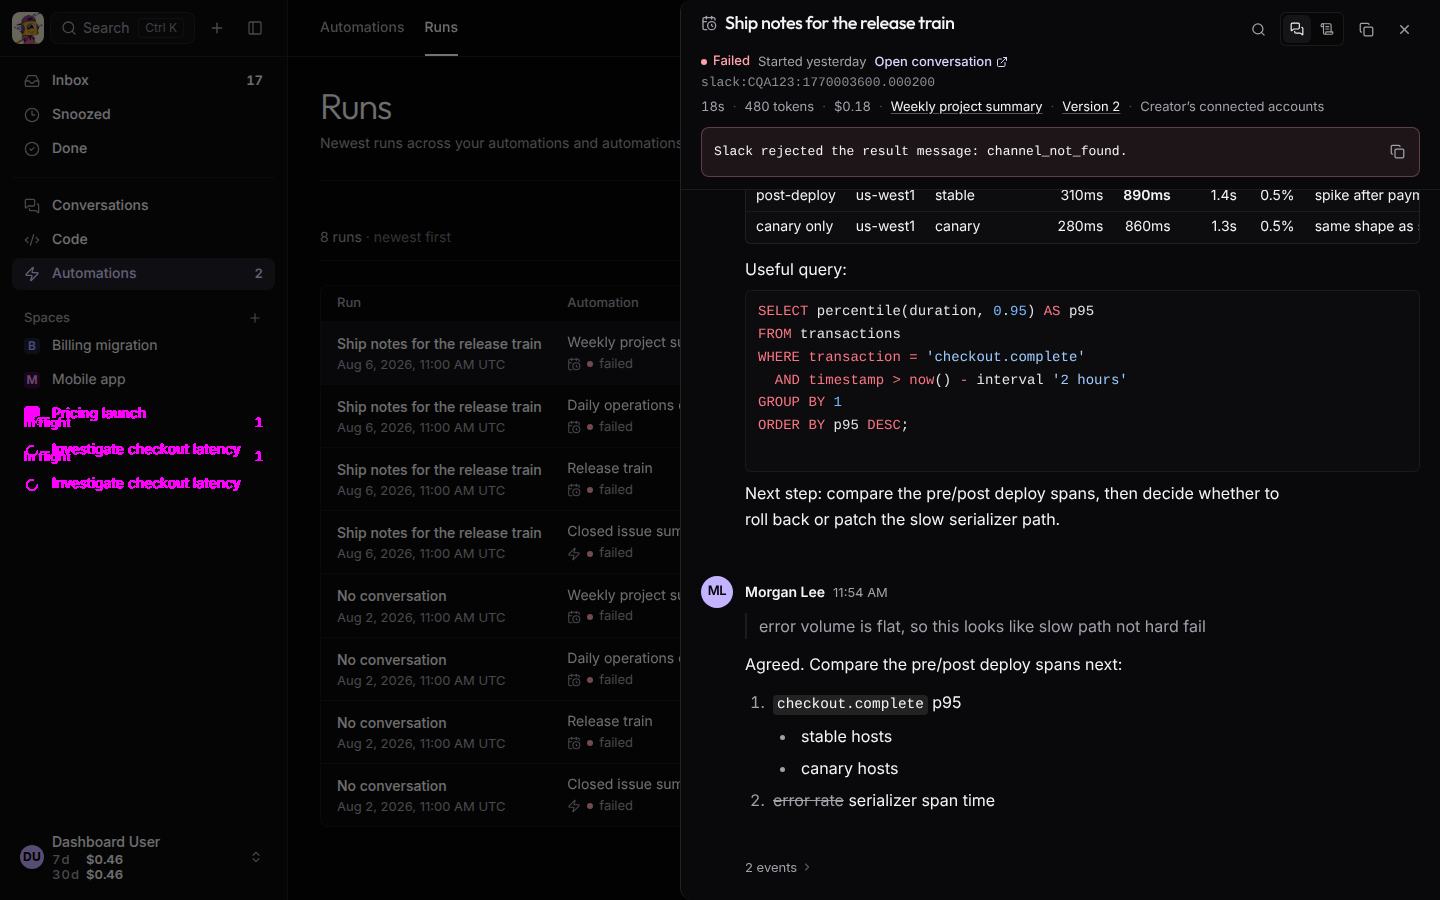 Search Ctrl K
Inbox 17
Snoozed
Done
Conversations
Code
Automations 2
Spaces
B Billing migration
M Mobile app
Pricing launch
In flight 1
Investigate checkout latency
In flight 1
Investigate checkout latency
DU Dashboard User
7d $0.46
30d $0.46
Automations Runs
Runs
Newest runs across your automations and automations
8 runs · newest first
Run Automation
Ship notes for the release train Weekly project su
Aug 6, 2026, 11:00 AM UTC failed
Ship notes for the release train Daily operations
Aug 6, 2026, 11:00 AM UTC failed
Ship notes for the release train Release train
Aug 6, 2026, 11:00 AM UTC failed
Ship notes for the release train Closed issue sum
Aug 6, 2026, 11:00 AM UTC failed
No conversation Weekly project su
Aug 2, 2026, 11:00 AM UTC failed
No conversation Daily operations
Aug 2, 2026, 11:00 AM UTC failed
No conversation Release train
Aug 2, 2026, 11:00 AM UTC failed
No conversation Closed issue sum
Aug 2, 2026, 11:00 AM UTC failed
Ship notes for the release train
Failed Started yesterday Open conversation
slack:CQA123:1770003600.000200
18s · 480 tokens · $0.18 · Weekly project summary · Version 2 · Creator's connected accounts
Slack rejected the result message: channel_not_found.
post-deploy us-west1 stable 310ms 890ms 1.4s 0.5% spike after paym
canary only us-west1 canary 280ms 860ms 1.3s 0.5% same shape as
Useful query:
SELECT percentile(duration, 0.95) AS p95
FROM transactions
WHERE transaction = 'checkout.complete'
AND timestamp > now() - interval '2 hours'
GROUP BY 1
ORDER BY p95 DESC;
Next step: compare the pre/post deploy spans, then decide whether to
roll back or patch the slow serializer path.
ML Morgan Lee 11:54 AM
error volume is flat, so this looks like slow path not hard fail
Agreed. Compare the pre/post deploy spans next:
1. checkout.complete p95
• stable hosts
• canary hosts
2. error rate serializer span time
2 events